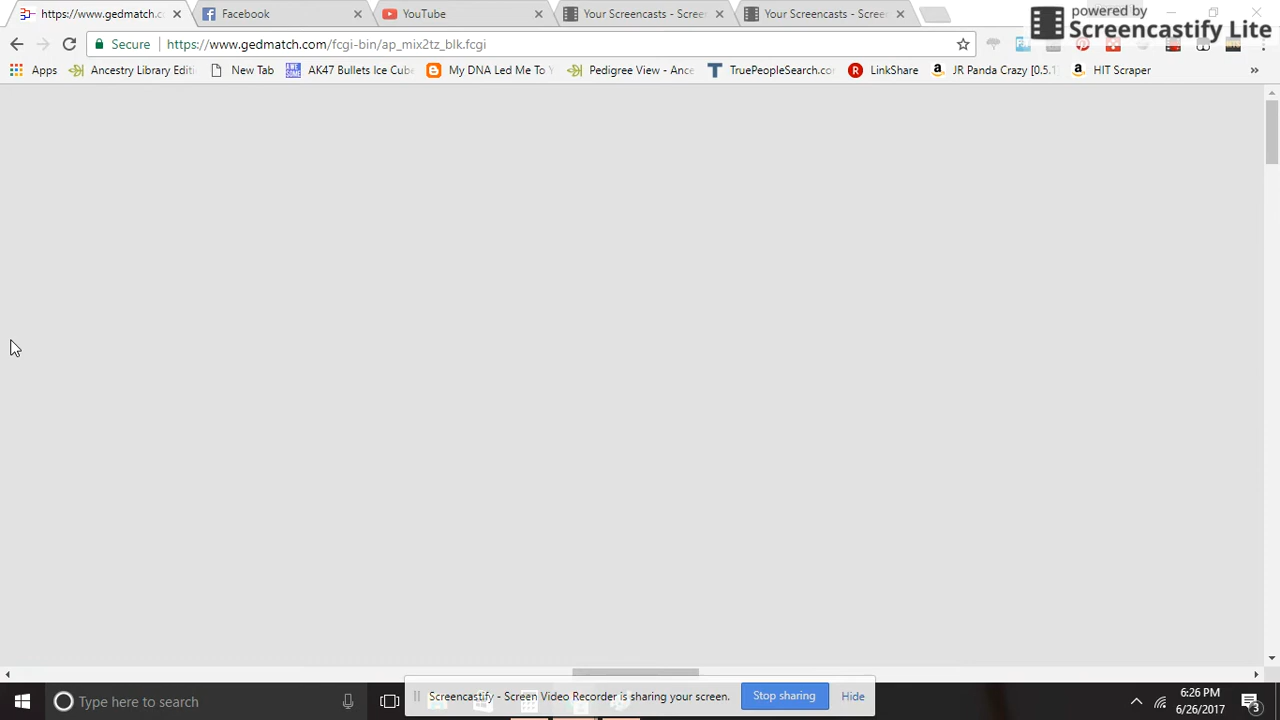 https://www.gedmatch.c
Facebook
YouTube
Your Screencasts - Scree
Your Screencasts - Scree
powered by
Screencastify Lite
Secure
https://www.gedmatch.com/fcgi-bin/ap_mix2tz_blk.fcgi
Apps
Ancestry Library Editi
New Tab
AK47 Bullets Ice Cube
My DNA Led Me To Y
Pedigree View - Ance
TruePeopleSearch.com
LinkShare
JR Panda Crazy [0.5.1
HIT Scraper
Screencastify - Screen Video Recorder is sharing your screen.
Stop sharing
Hide
Type here to search
6:26 PM
6/26/2017
3